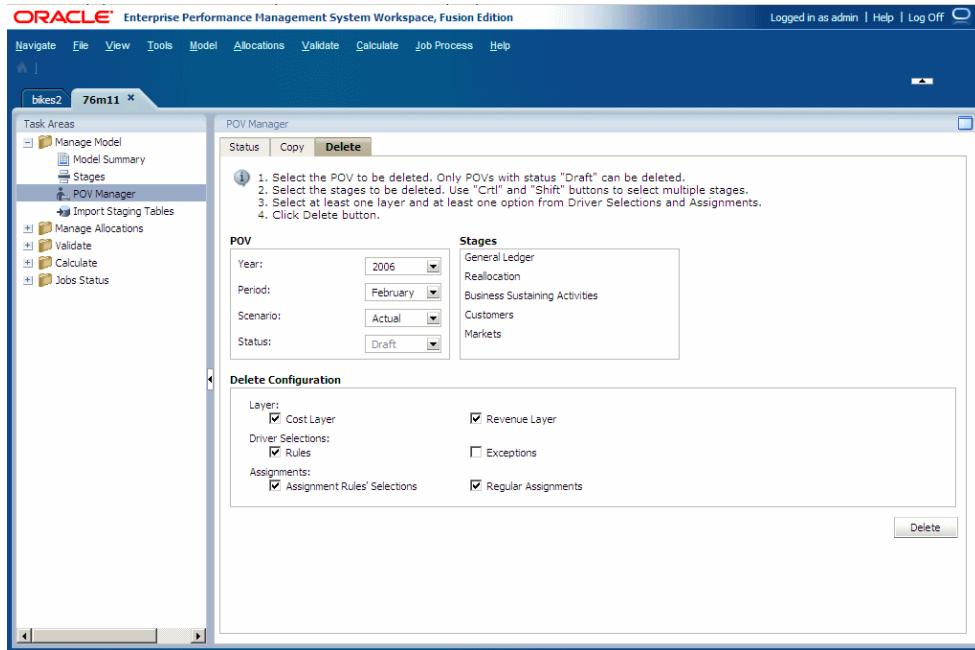 ORACLE Enterprise Performance Management System Workspace, Fusion Edition
Logged in as admin | Help | Log Off
Navigate File View Tools Model Allocations Validate Calculate Job Process Help
bikes2 76m11
Task Areas
Manage Model
Model Summary
Stages
POV Manager
Import Staging Tables
Manage Allocations
Validate
Calculate
Jobs Status
POV Manager
Status Copy Delete
1. Select the POV to be deleted. Only POVs with status "Draft" can be deleted.
2. Select the stages to be deleted. Use "Crtl" and "Shift" buttons to select multiple stages.
3. Select at least one layer and at least one option from Driver Selections and Assignments.
4. Click Delete button.
POV
Year: 2006
Period: February
Scenario: Actual
Status: Draft
Stages
General Ledger
Reallocation
Business Sustaining Activities
Customers
Markets
Delete Configuration
Layer:
Cost Layer Revenue Layer
Driver Selections:
Rules Exceptions
Assignments:
Assignment Rules' Selections Regular Assignments
Delete